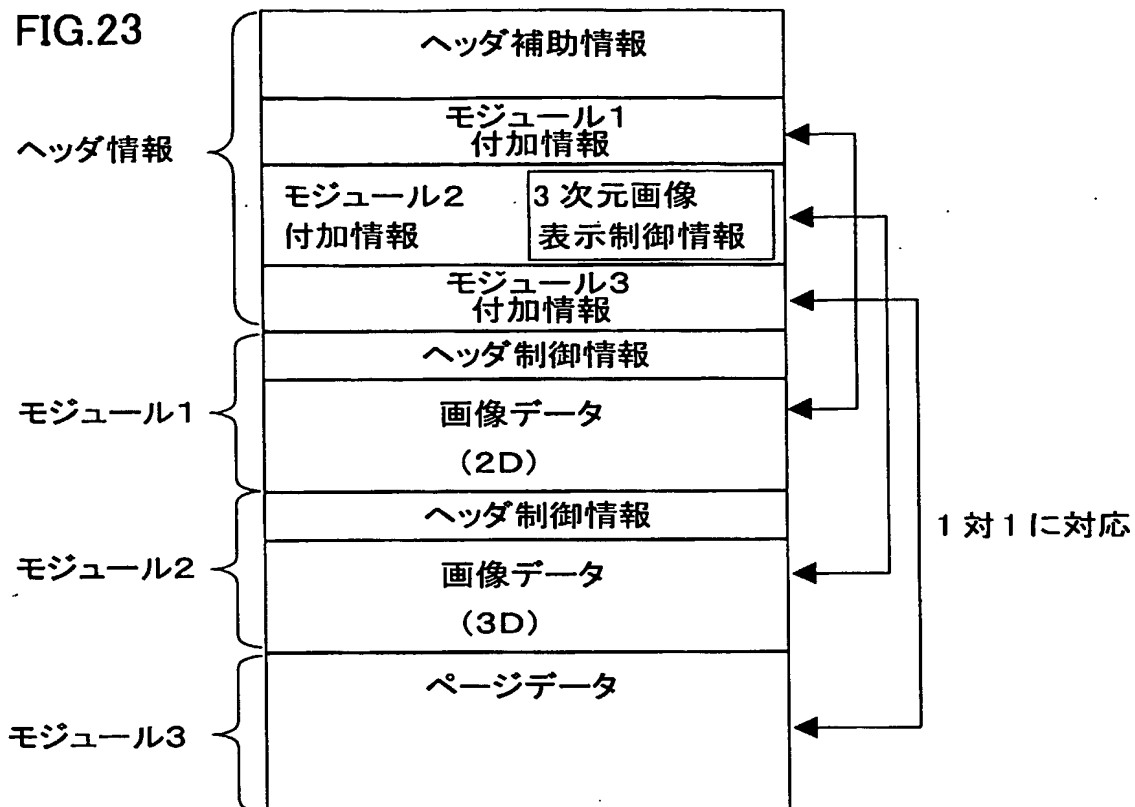 FIG.23
ヘッダ補助情報
ヘッダ情報
モジュール1
付加情報
モジュール2
付加情報
3次元画像
表示制御情報
モジュール3
付加情報
モジュール1
ヘッダ制御情報
画像データ
(2D)
モジュール2
ヘッダ制御情報
画像データ
(3D)
1対1に対応
モジュール3
ページデータ